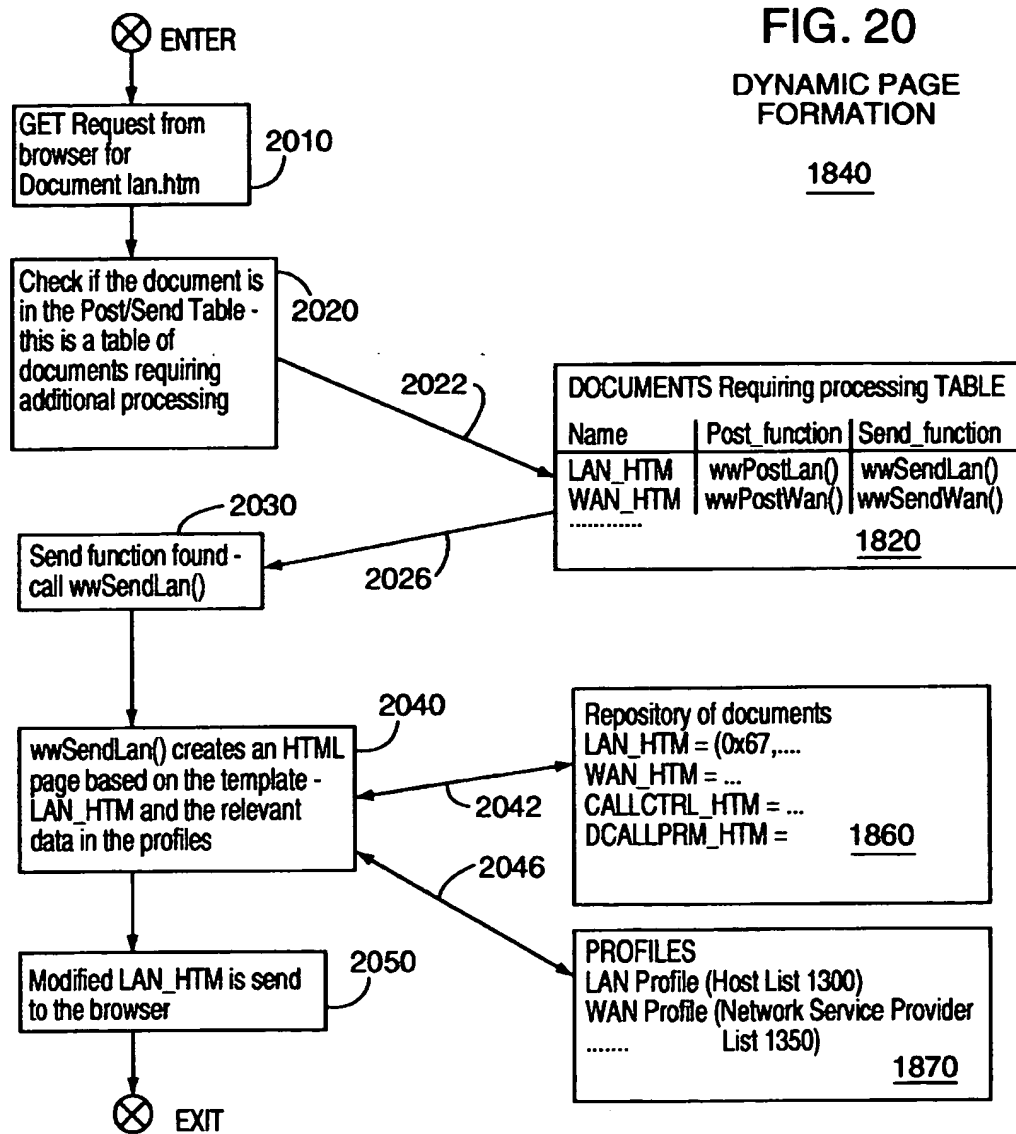 FIG. 20
DYNAMIC PAGE
FORMATION
1840
ENTER
GET Request from
browser for
Document lan.htm
2010
Check if the document is
in the Post/Send Table -
this is a table of
documents requiring
additional processing
2020
2022
DOCUMENTS Requiring processing TABLE
Name Post_function Send_function
LAN_HTM wwPostLan() wwSendLan()
WAN_HTM wwPostWan() wwSendWan()
............
1820
2026
2030
Send function found -
call wwSendLan()
2040
wwSendLan() creates an HTML
page based on the template -
LAN_HTM and the relevant
data in the profiles
2042
Repository of documents
LAN_HTM = (0x67,....
WAN_HTM = ...
CALLCTRL_HTM = ...
DCALLPRM_HTM =
1860
2046
PROFILES
LAN Profile (Host List 1300)
WAN Profile (Network Service Provider
....... List 1350)
1870
Modified LAN_HTM is send
to the browser
2050
EXIT